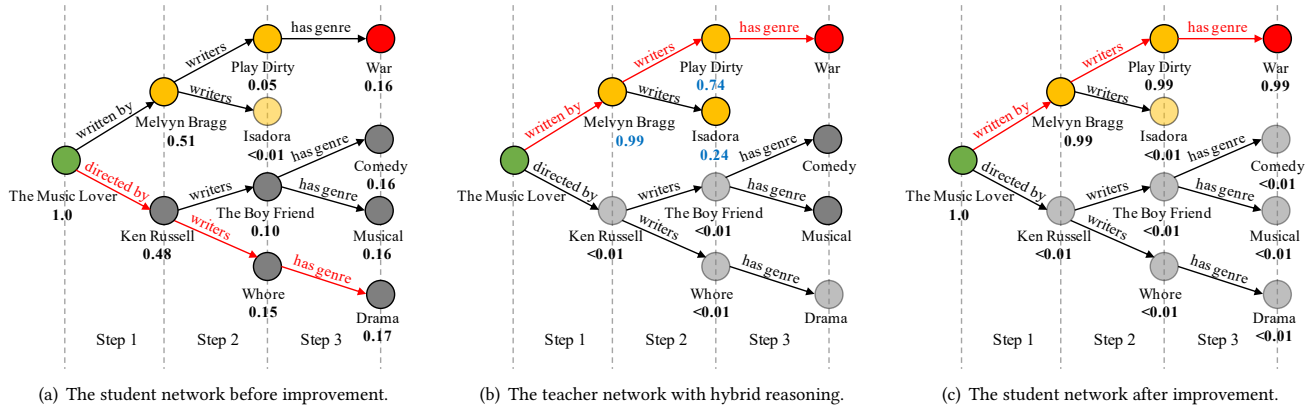 has genre
writers
Play Dirty
0.05
War
0.16
written by
writers
Melvyn Bragg
0.51
Isadora
<0.01
has genre
Comedy
0.16
The Music Lover
1.0
directed by
writers
The Boy Friend
0.10
has genre
Musical
0.16
Ken Russell
0.48
writers
has genre
Whore
0.15
Drama
0.17
Step 1
Step 2
Step 3
(a) The student network before improvement.
has genre
writers
Play Dirty
0.74
War
written by
writers
Melvyn Bragg
0.99
Isadora
0.24
has genre
Comedy
The Music Lover
directed by
writers
The Boy Friend
<0.01
has genre
Musical
Ken Russell
<0.01
writers
has genre
Whore
<0.01
Drama
Step 1
Step 2
Step 3
(b) The teacher network with hybrid reasoning.
has genre
writers
Play Dirty
0.99
War
0.99
written by
writers
Melvyn Bragg
0.99
Isadora
<0.01
has genre
Comedy
<0.01
The Music Lover
1.0
directed by
writers
The Boy Friend
<0.01
has genre
Musical
<0.01
Ken Russell
<0.01
writers
has genre
Whore
<0.01
Drama
<0.01
Step 1
Step 2
Step 3
(c) The student network after improvement.